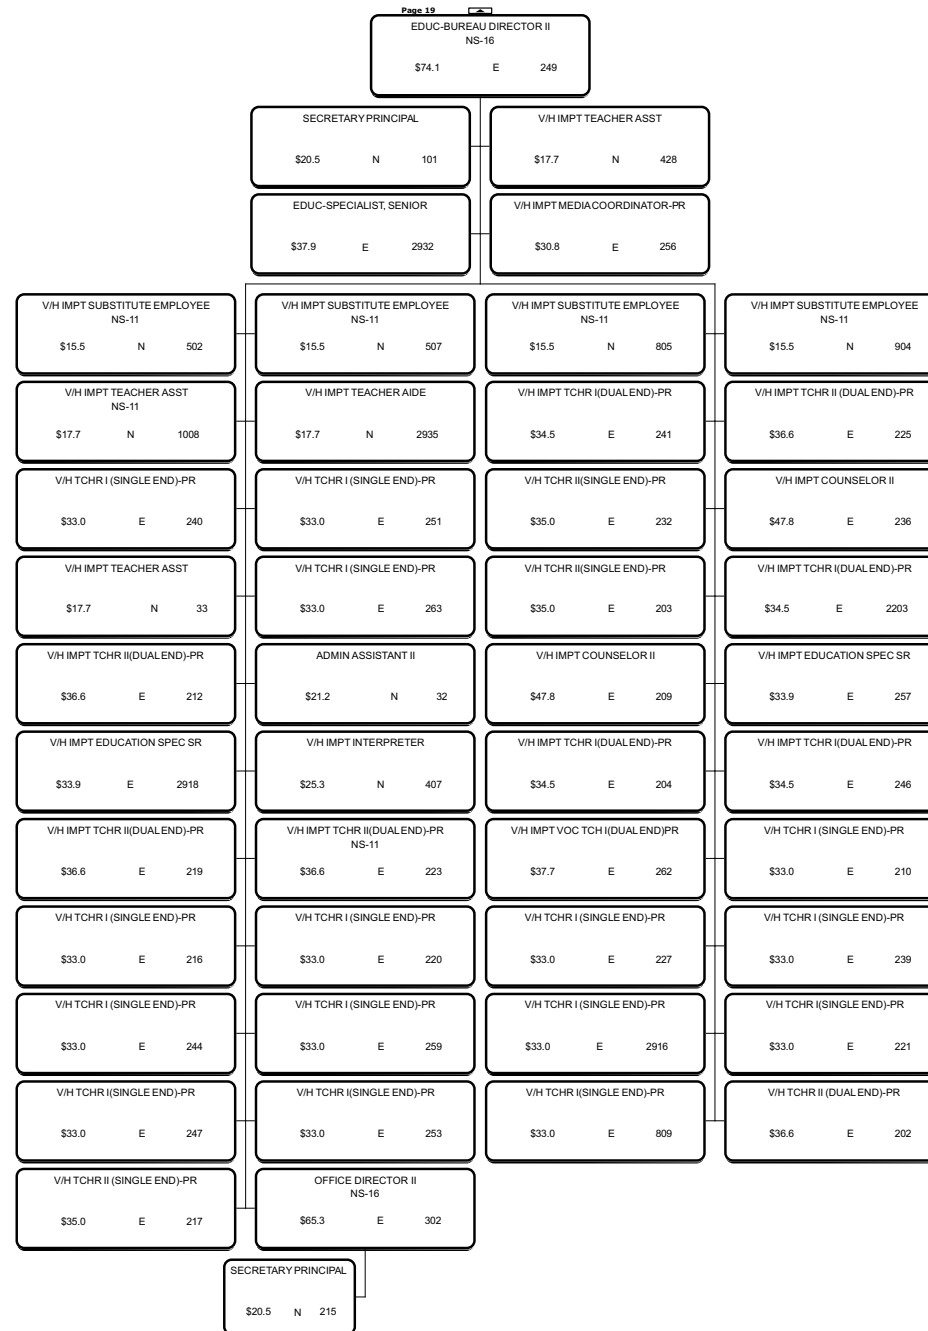 Page 19
EDUC-BUREAU DIRECTOR II
NS-16
$74.1 E 249
SECRETARY PRINCIPAL
$20.5 N 101
V/H IMPT TEACHER ASST
$17.7 N 428
EDUC-SPECIALIST, SENIOR
$37.9 E 2932
V/H IMPT MEDIA COORDINATOR-PR
$30.8 E 256
V/H IMPT SUBSTITUTE EMPLOYEE
NS-11
$15.5 N 502
V/H IMPT SUBSTITUTE EMPLOYEE
NS-11
$15.5 N 507
V/H IMPT SUBSTITUTE EMPLOYEE
NS-11
$15.5 N 805
V/H IMPT SUBSTITUTE EMPLOYEE
NS-11
$15.5 N 904
V/H IMPT TEACHER ASST
NS-11
$17.7 N 1008
V/H IMPT TEACHER AIDE
$17.7 N 2935
V/H IMPT TCHR I(DUAL END)-PR
$34.5 E 241
V/H IMPT TCHR II (DUAL END)-PR
$36.6 E 225
V/H TCHR I (SINGLE END)-PR
$33.0 E 240
V/H TCHR I (SINGLE END)-PR
$33.0 E 251
V/H TCHR II(SINGLE END)-PR
$35.0 E 232
V/H IMPT COUNSELOR II
$47.8 E 236
V/H IMPT TEACHER ASST
$17.7 N 33
V/H TCHR I (SINGLE END)-PR
$33.0 E 263
V/H TCHR II(SINGLE END)-PR
$35.0 E 203
V/H IMPT TCHR I(DUAL END)-PR
$34.5 E 2203
V/H IMPT TCHR II(DUAL END)-PR
$36.6 E 212
ADMIN ASSISTANT II
$21.2 N 32
V/H IMPT COUNSELOR II
$47.8 E 209
V/H IMPT EDUCATION SPEC SR
$33.9 E 257
V/H IMPT EDUCATION SPEC SR
$33.9 E 2918
V/H IMPT INTERPRETER
$25.3 N 407
V/H IMPT TCHR I(DUAL END)-PR
$34.5 E 204
V/H IMPT TCHR I(DUAL END)-PR
$34.5 E 246
V/H IMPT TCHR II(DUAL END)-PR
$36.6 E 219
V/H IMPT TCHR II(DUAL END)-PR
NS-11
$36.6 E 223
V/H IMPT VOC TCH I(DUAL END)PR
$37.7 E 262
V/H TCHR I (SINGLE END)-PR
$33.0 E 210
V/H TCHR I (SINGLE END)-PR
$33.0 E 216
V/H TCHR I (SINGLE END)-PR
$33.0 E 220
V/H TCHR I (SINGLE END)-PR
$33.0 E 227
V/H TCHR I (SINGLE END)-PR
$33.0 E 239
V/H TCHR I (SINGLE END)-PR
$33.0 E 244
V/H TCHR I (SINGLE END)-PR
$33.0 E 259
V/H TCHR I (SINGLE END)-PR
$33.0 E 2916
V/H TCHR I(SINGLE END)-PR
$33.0 E 221
V/H TCHR I(SINGLE END)-PR
$33.0 E 247
V/H TCHR I(SINGLE END)-PR
$33.0 E 253
V/H TCHR I(SINGLE END)-PR
$33.0 E 809
V/H TCHR II (DUAL END)-PR
$36.6 E 202
V/H TCHR II (SINGLE END)-PR
$35.0 E 217
OFFICE DIRECTOR II
NS-16
$65.3 E 302
SECRETARY PRINCIPAL
$20.5 N 215